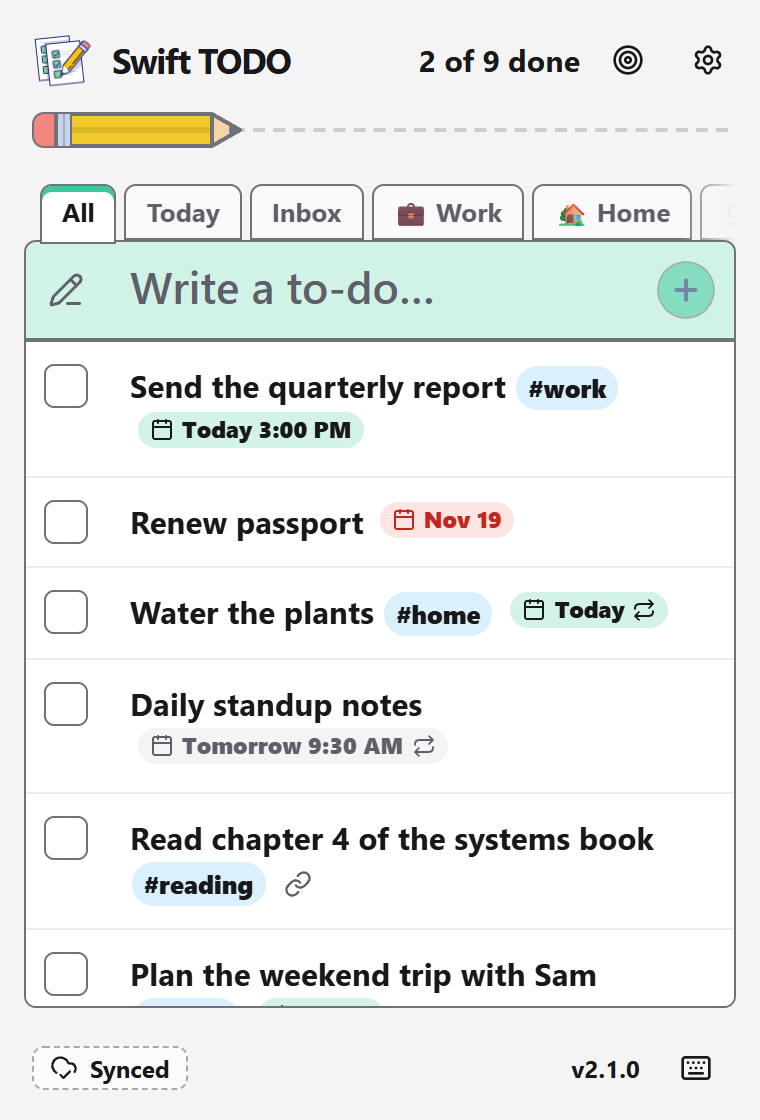 Swift TODO
2 of 9 done
All
Today
Inbox
Work
Home
Write a to-do...
Send the quarterly report #work
Today 3:00 PM
Renew passport Nov 19
Water the plants #home Today
Daily standup notes
Tomorrow 9:30 AM
Read chapter 4 of the systems book
#reading
Plan the weekend trip with Sam
Synced
v2.1.0